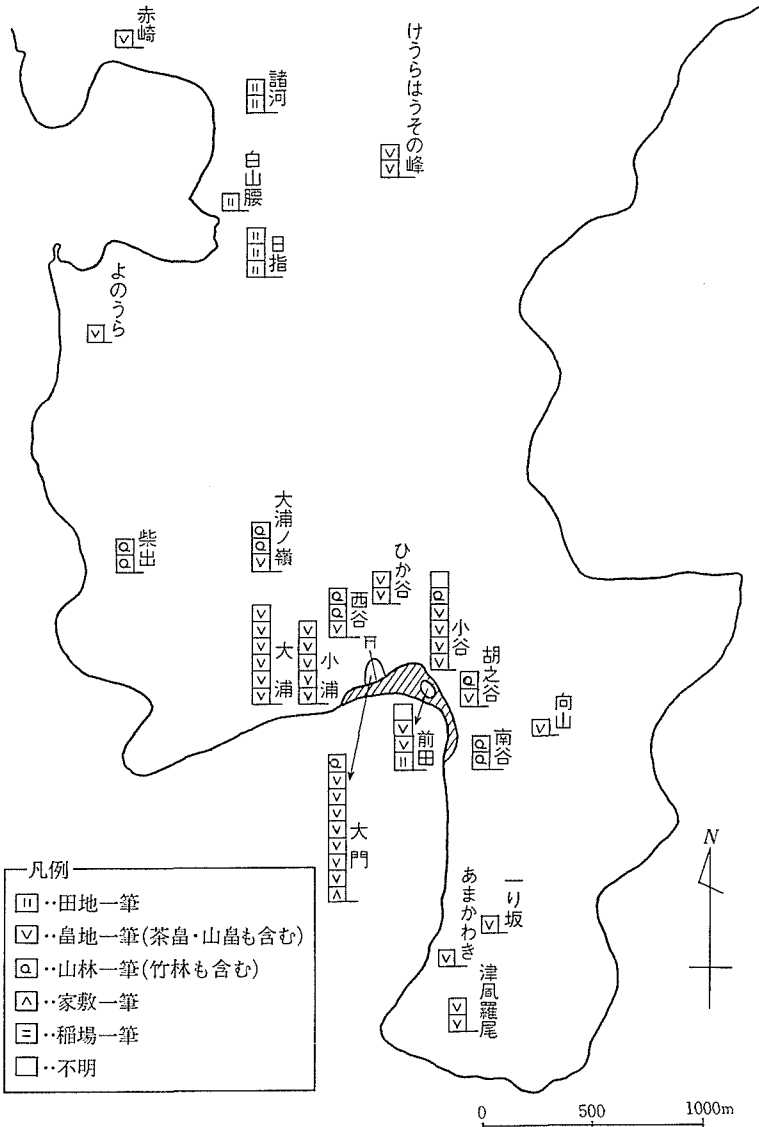 赤崎
諸河
けうらはうその峰
白山腰
日指
よのうら
柴出
大浦ノ嶺
ひか谷
西谷
小谷
大浦
小浦
胡之谷
向山
前田
南谷
大門
一り坂
あまかわき
津凮羅尾
N
凡例
‥田地一筆
‥畠地一筆(茶畠・山畠も含む)
‥山林一筆(竹林も含む)
‥家敷一筆
‥稲場一筆
‥不明
0 500 1000m